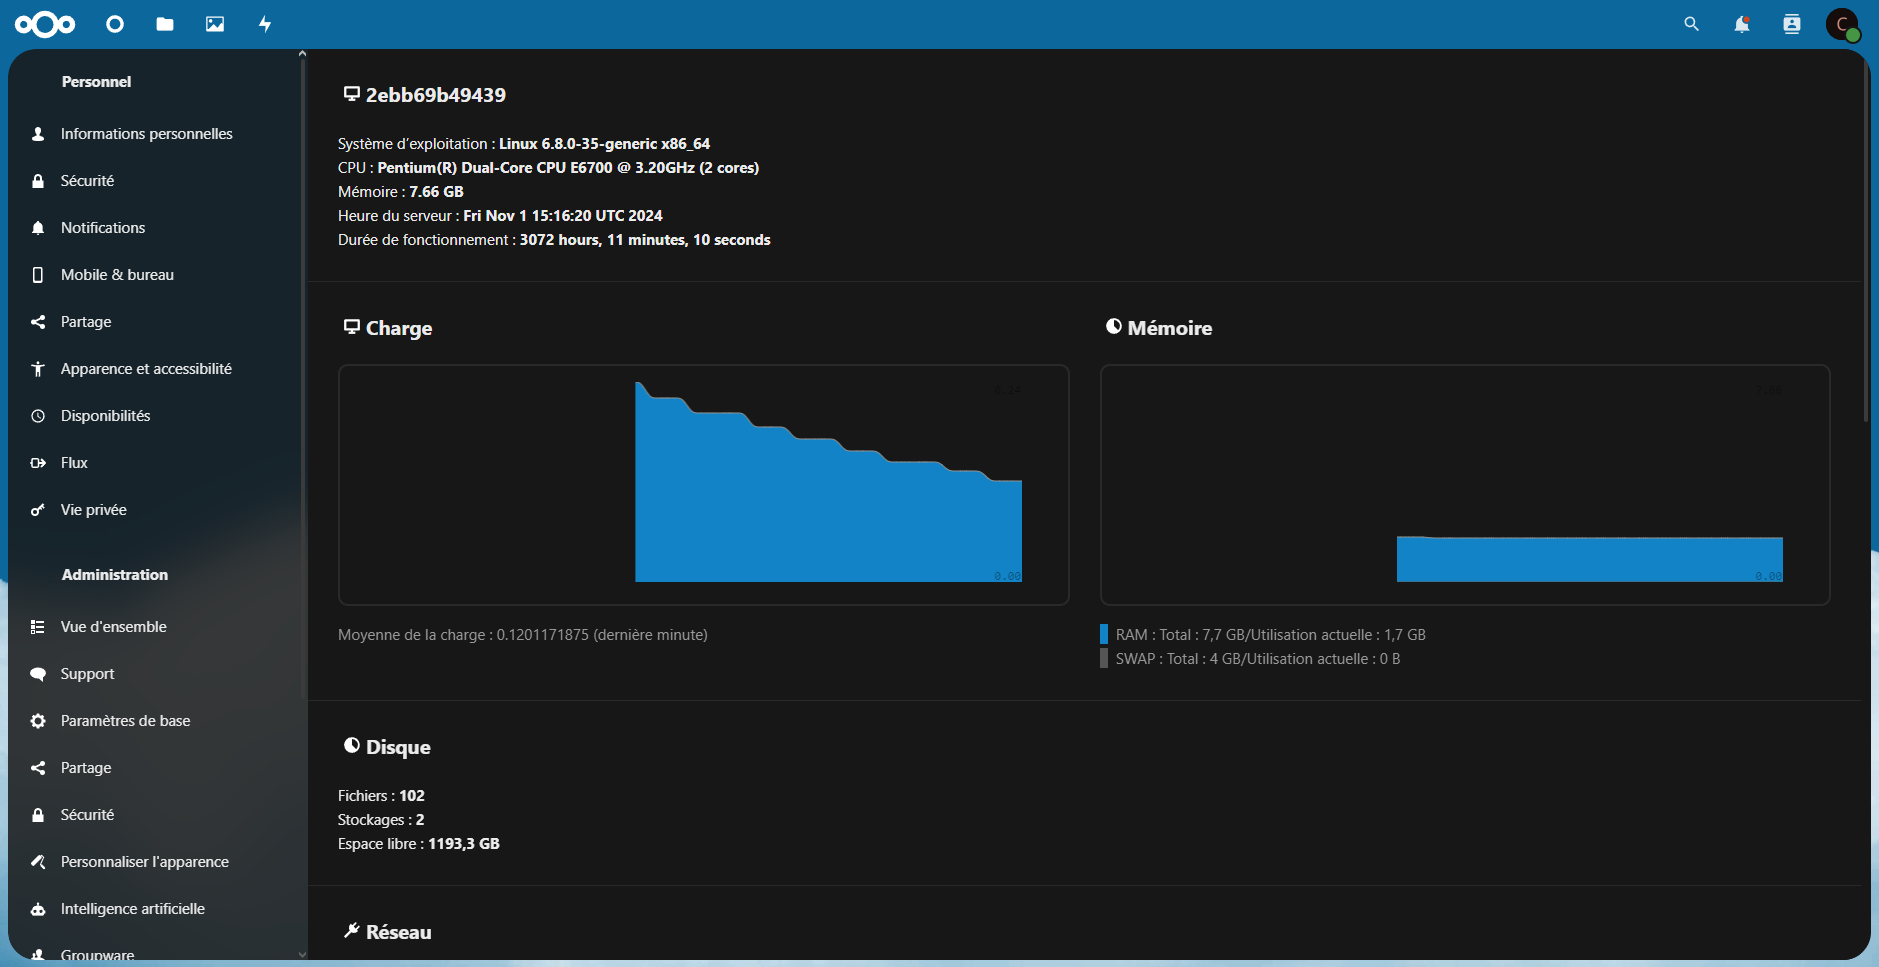 C
Personnel
Informations personnelles
Sécurité
Notifications
Mobile & bureau
Partage
Apparence et accessibilité
Disponibilités
Flux
Vie privée
Administration
Vue d'ensemble
Support
Paramètres de base
Partage
Sécurité
Personnaliser l'apparence
Intelligence artificielle
Groupware
2ebb69b49439
Système d'exploitation : Linux 6.8.0-35-generic x86_64
CPU : Pentium(R) Dual-Core CPU E6700 @ 3.20GHz (2 cores)
Mémoire : 7.66 GB
Heure du serveur : Fri Nov 1 15:16:20 UTC 2024
Durée de fonctionnement : 3072 hours, 11 minutes, 10 seconds
Charge
0.24
0.00
Moyenne de la charge : 0.1201171875 (dernière minute)
Mémoire
7.66
0.00
RAM : Total : 7,7 GB/Utilisation actuelle : 1,7 GB
SWAP : Total : 4 GB/Utilisation actuelle : 0 B
Disque
Fichiers : 102
Stockages : 2
Espace libre : 1193,3 GB
Réseau